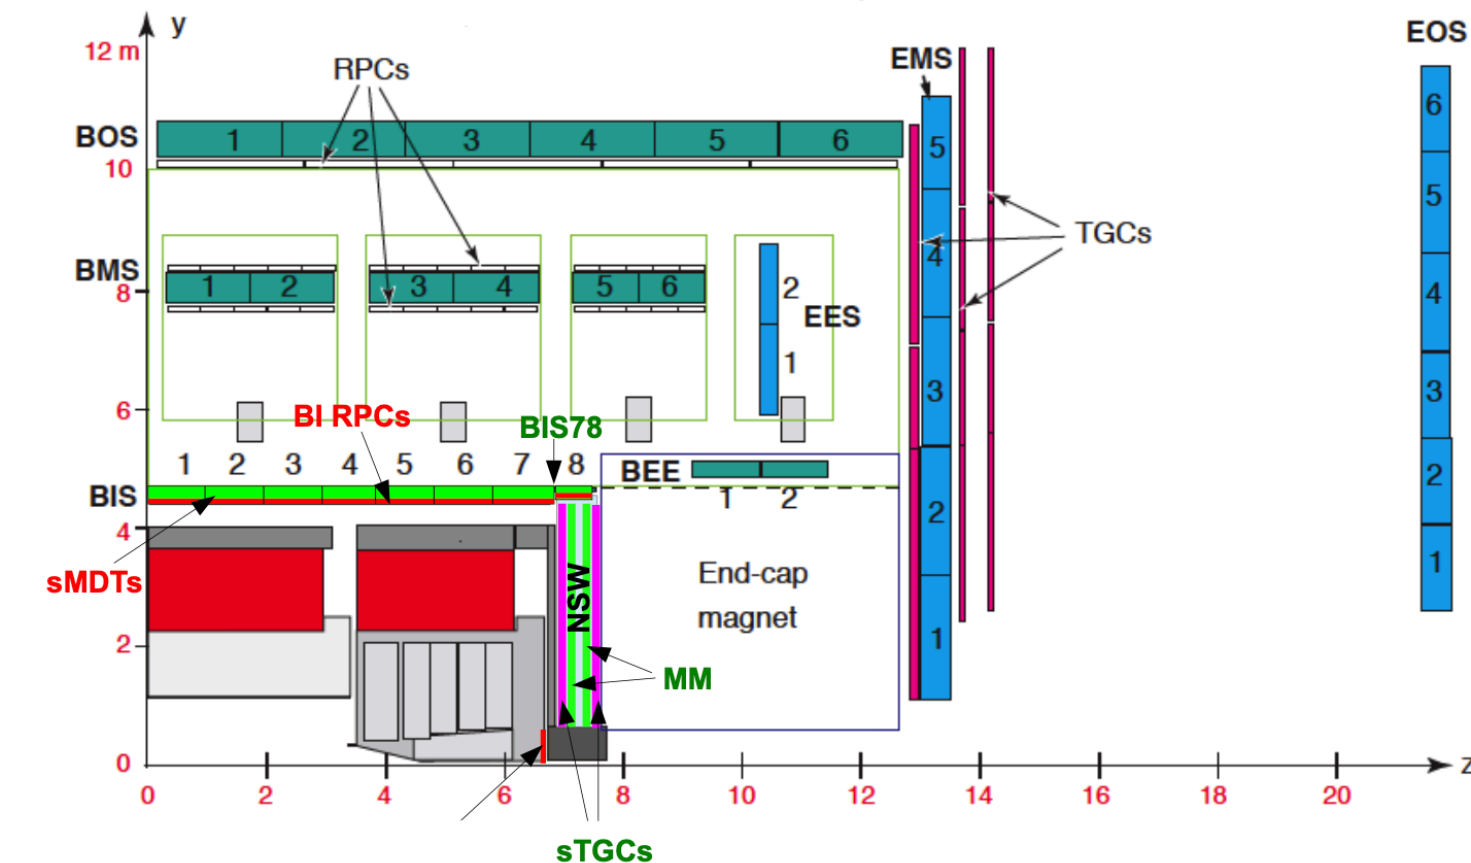 y
EOS
12 m
RPCs
EMS
BOS
1 2 3 4 5 6
6
5
10
5
TGCs
4
BMS
1 2
3 4
5 6
2
EES
4
8
1
3
3
6
BI RPCs
BIS78
1 2 3 4 5 6 7 8
BEE
2
BIS
1 2
2
4
sMDTs
NSW
End-cap
magnet
1
1
2
MM
0
z
0 2 4 6 8 10 12 14 16 18 20
sTGCs